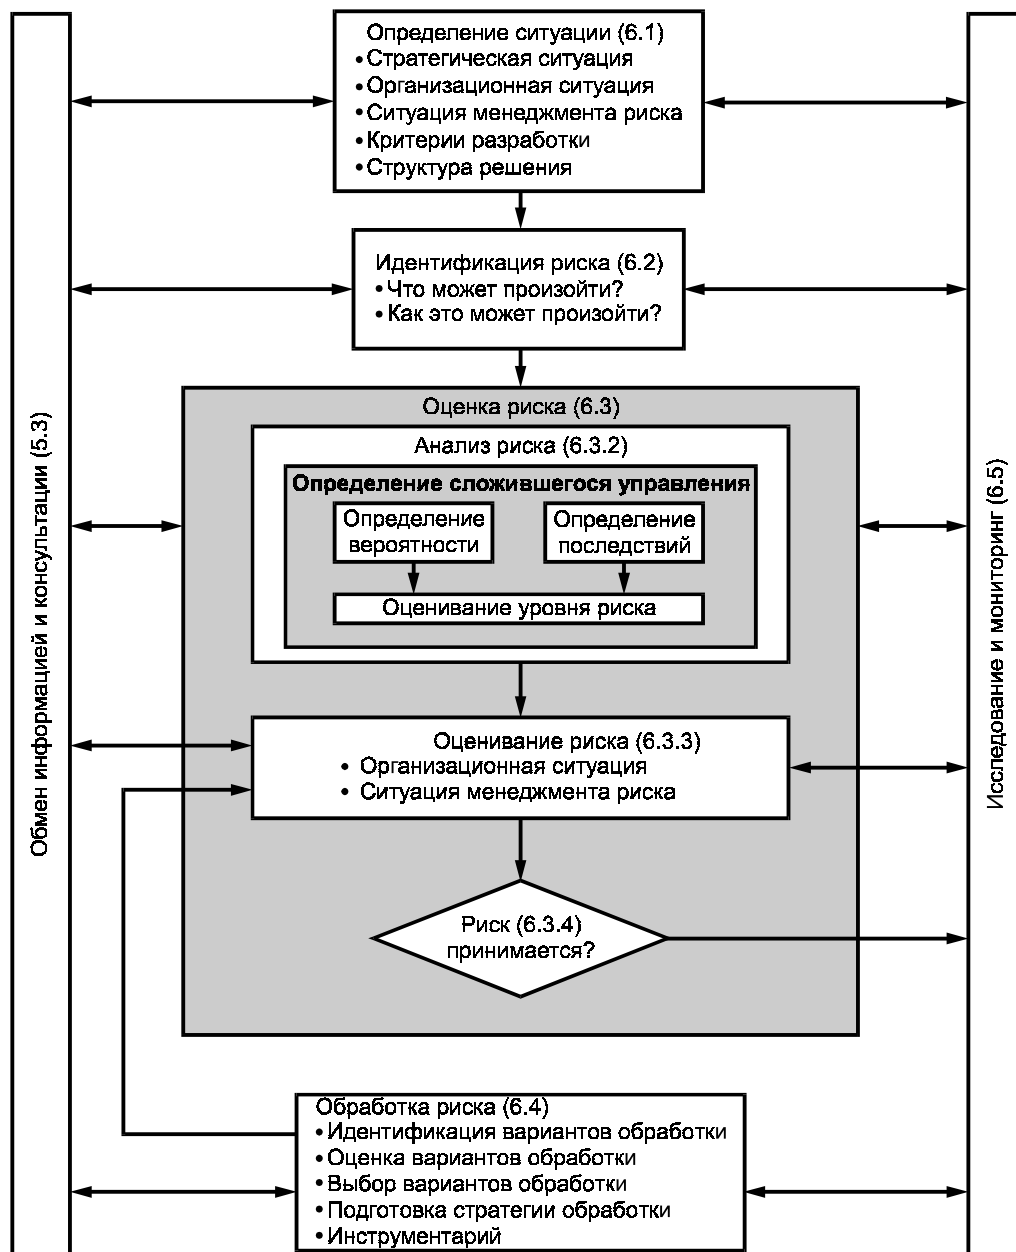 Определение ситуации (6.1)
• Стратегическая ситуация
• Организационная ситуация
• Ситуация менеджмента риска
• Критерии разработки
• Структура решения
Идентификация риска (6.2)
• Что может произойти?
• Как это может произойти?
Оценка риска (6.3)
Анализ риска (6.3.2)
Определение сложившегося управления
Определение
вероятности
Определение
последствий
Оценивание уровня риска
Оценивание риска (6.3.3)
• Организационная ситуация
• Ситуация менеджмента риска
Риск (6.3.4)
принимается?
Обработка риска (6.4)
• Идентификация вариантов обработки
• Оценка вариантов обработки
• Выбор вариантов обработки
• Подготовка стратегии обработки
• Инструментарий
Обмен информацией и консультации (5.3)
Исследование и мониторинг (6.5)